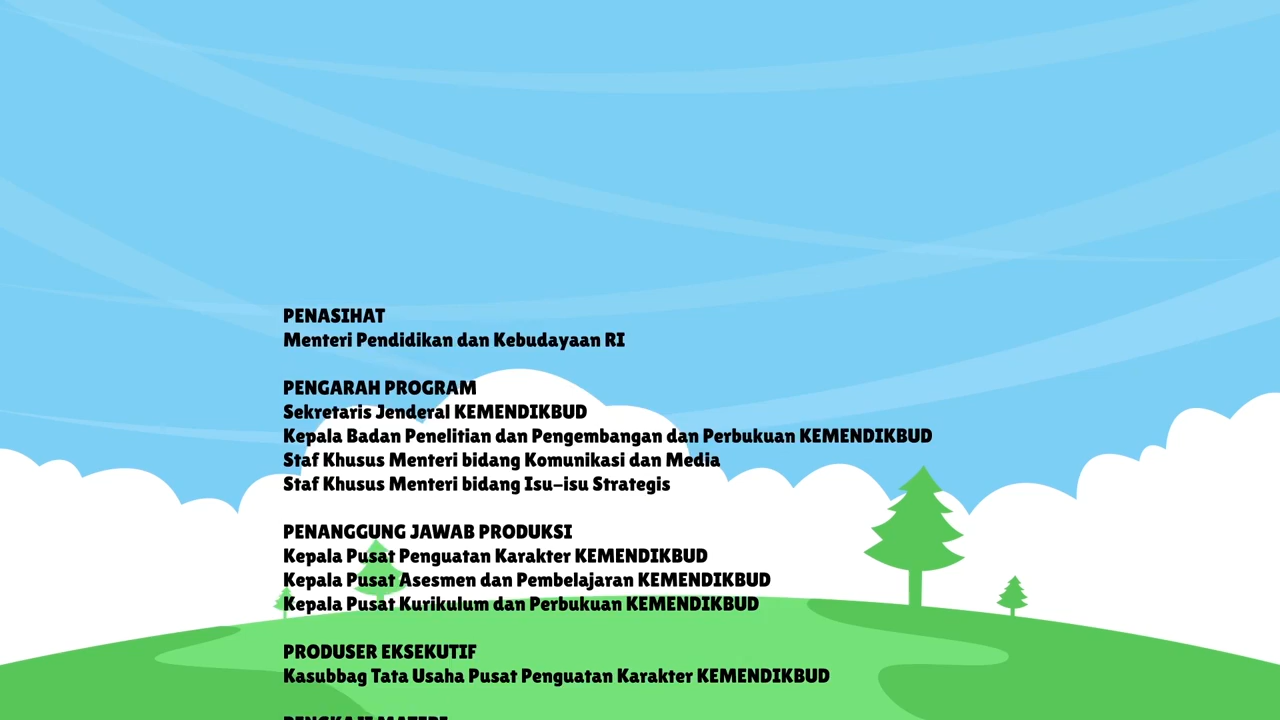 PENASIHAT
Menteri Pendidikan dan Kebudayaan RI
PENGARAH PROGRAM
Sekretaris Jenderal KEMENDIKBUD
Kepala Badan Penelitian dan Pengembangan dan Perbukuan KEMENDIKBUD
Staf Khusus Menteri bidang Komunikasi dan Media
Staf Khusus Menteri bidang Isu-isu Strategis
PENANGGUNG JAWAB PRODUKSI
Kepala Pusat Penguatan Karakter KEMENDIKBUD
Kepala Pusat Asesmen dan Pembelajaran KEMENDIKBUD
Kepala Pusat Kurikulum dan Perbukuan KEMENDIKBUD
PRODUSER EKSEKUTIF
Kasubbag Tata Usaha Pusat Penguatan Karakter KEMENDIKBUD
PENGKAJI MATERI